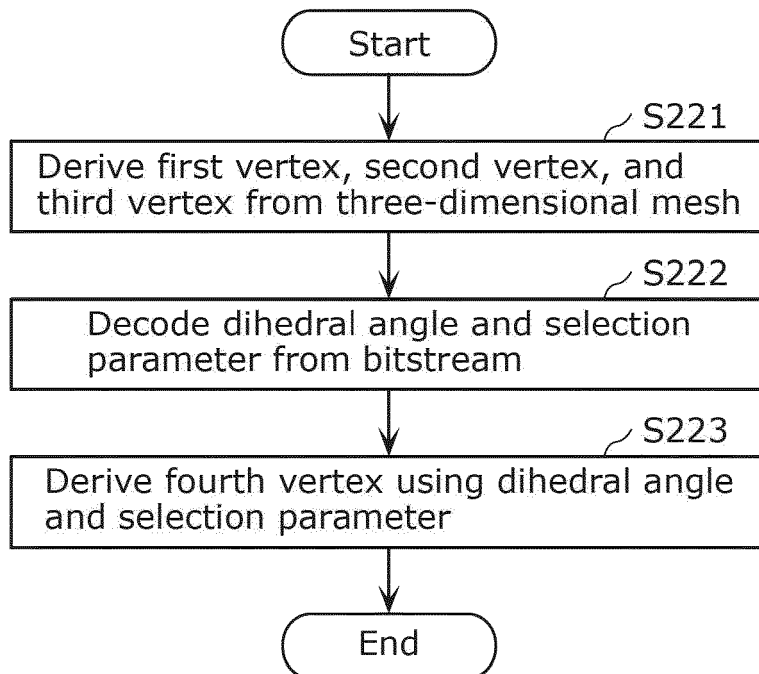 Start
S221
Derive first vertex, second vertex, and
third vertex from three-dimensional mesh
S222
Decode dihedral angle and selection
parameter from bitstream
S223
Derive fourth vertex using dihedral angle
and selection parameter
End